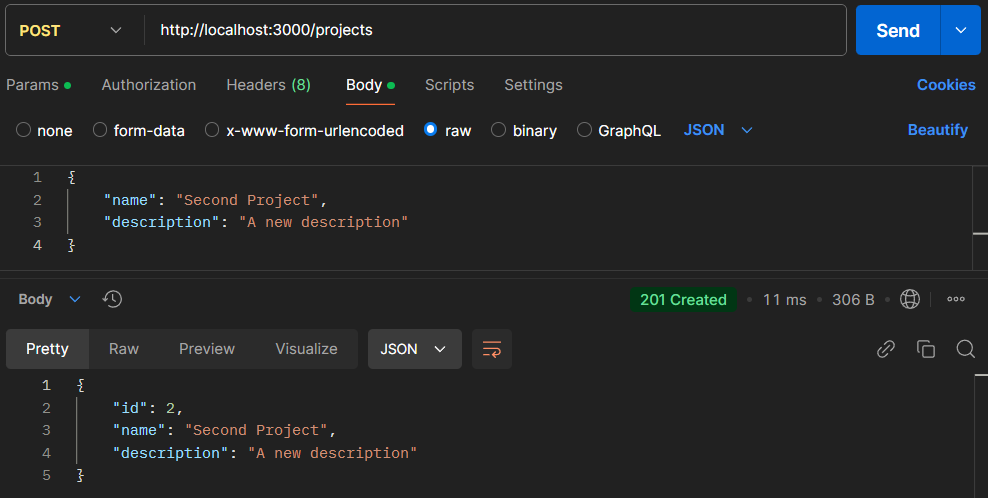 POST http://localhost:3000/projects Send
Params Authorization Headers (8) Body Scripts Settings Cookies
none form-data x-www-form-urlencoded raw binary GraphQL JSON Beautify
1 {
2 "name": "Second Project",
3 "description": "A new description"
4 }
Body 201 Created 11 ms 306 B
Pretty Raw Preview Visualize JSON
1 {
2 "id": 2,
3 "name": "Second Project",
4 "description": "A new description"
5 }